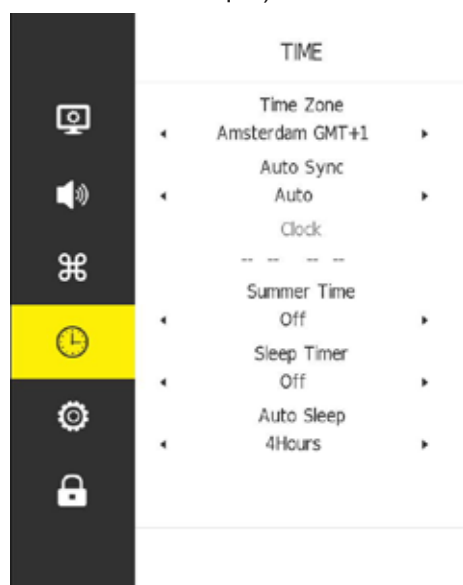 TIME
Time Zone
Amsterdam GMT+1
Auto Sync
Auto
Clock
-- -- -- --
Summer Time
Off
Sleep Timer
Off
Auto Sleep
4Hours